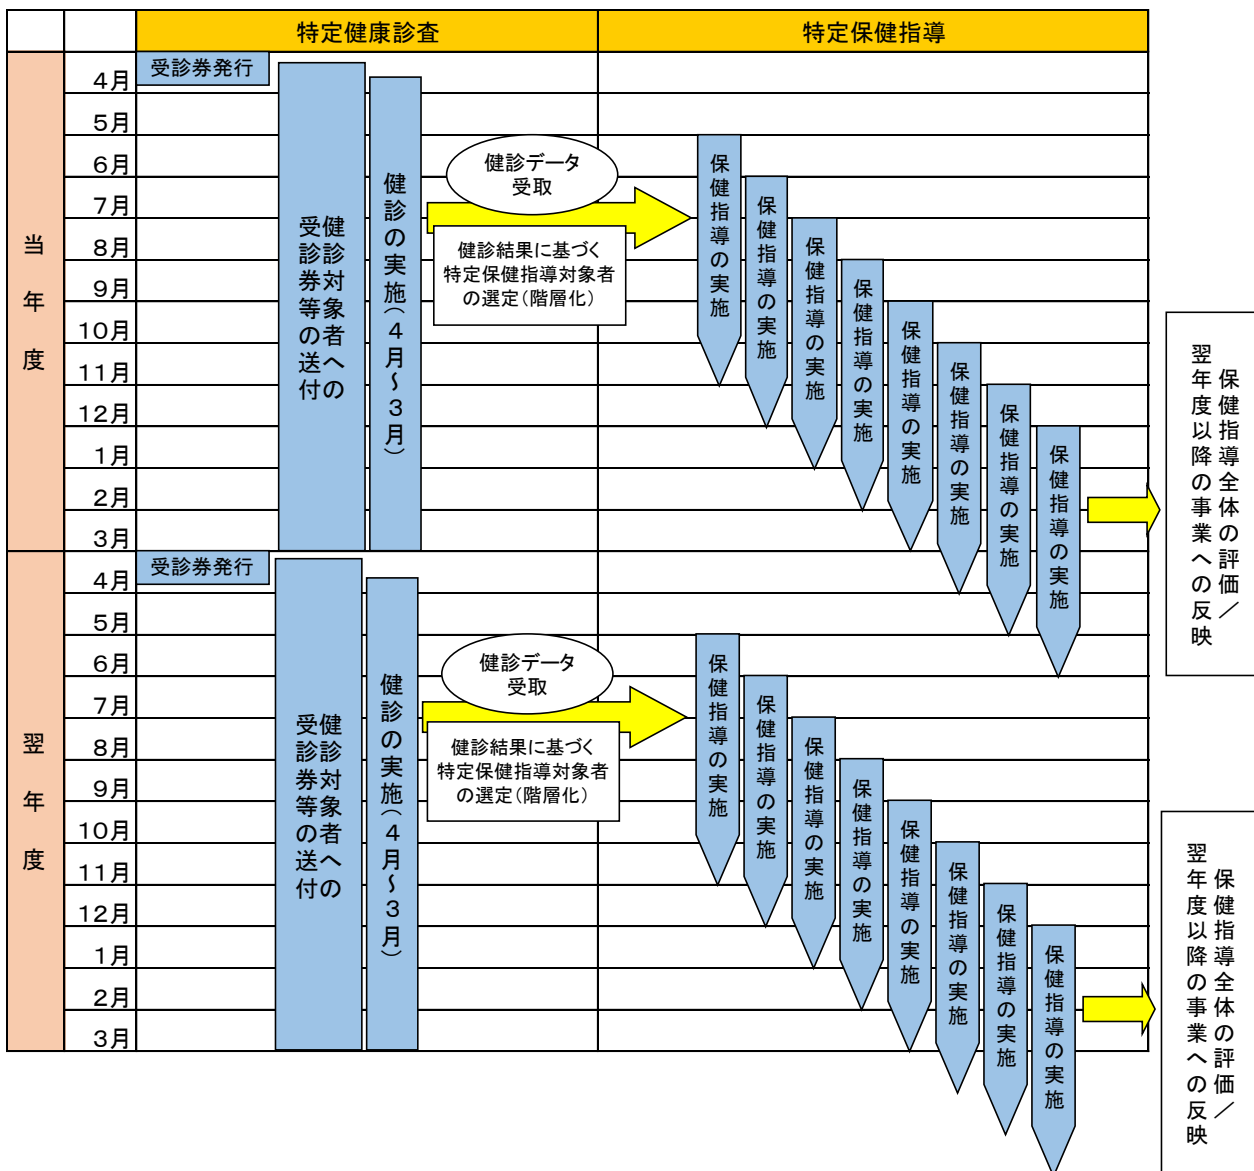 特定健康診査
特定保健指導
当年度
4月
5月
6月
7月
8月
9月
10月
11月
12月
1月
2月
3月
受診券発行
健診対象者への
受診券等の送付
健診の実施（4月～3月）
健診データ
受取
健診結果に基づく
特定保健指導対象者
の選定（階層化）
保健指導の実施
保健指導の実施
保健指導の実施
保健指導の実施
保健指導の実施
保健指導の実施
保健指導の実施
保健指導の実施
保健指導全体の評価／
翌年度以降の事業への反映
翌年度
4月
5月
6月
7月
8月
9月
10月
11月
12月
1月
2月
3月
受診券発行
健診対象者への
受診券等の送付
健診の実施（4月～3月）
健診データ
受取
健診結果に基づく
特定保健指導対象者
の選定（階層化）
保健指導の実施
保健指導の実施
保健指導の実施
保健指導の実施
保健指導の実施
保健指導の実施
保健指導の実施
保健指導の実施
保健指導全体の評価／
翌年度以降の事業への反映